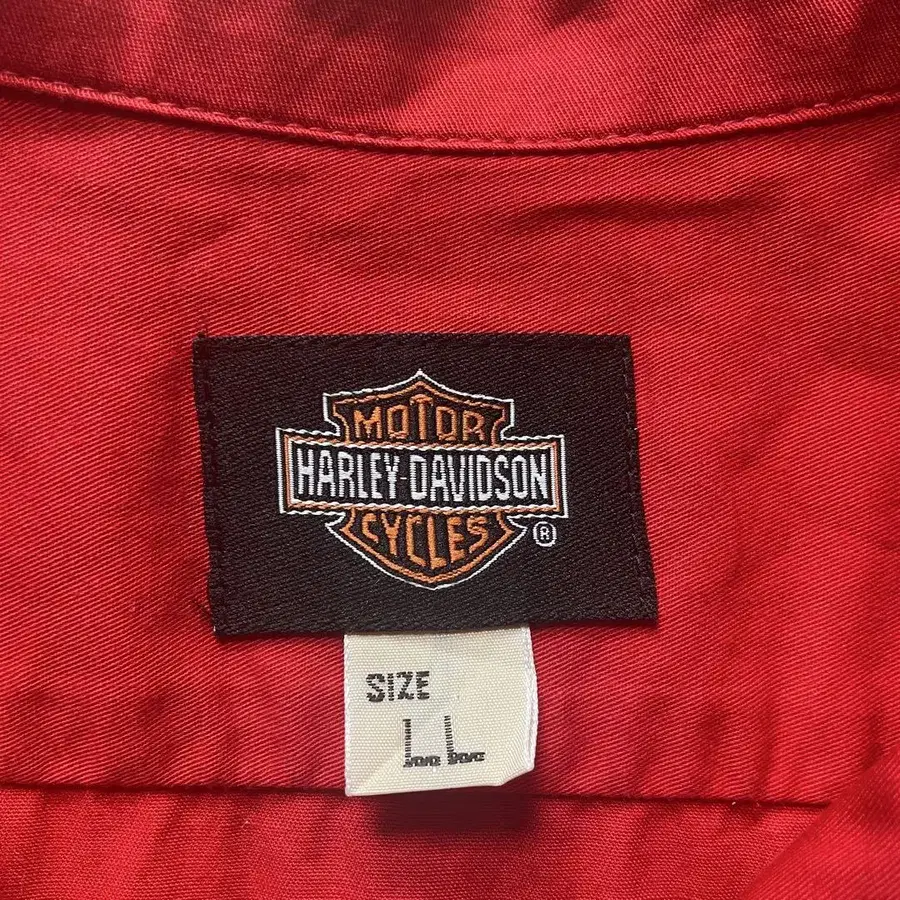 MOTOR
HARLEY-DAVIDSON
CYCLES
®
SIZE
LL